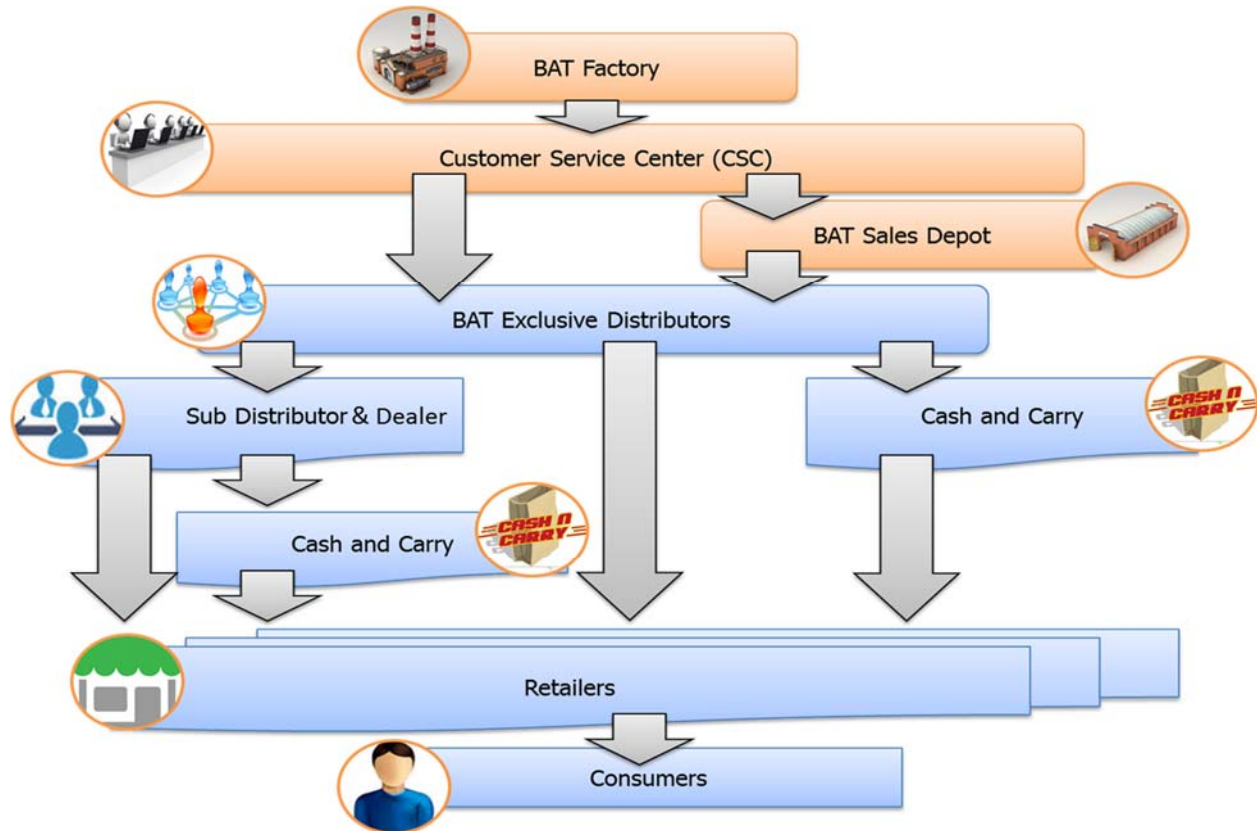 BAT Factory
Customer Service Center (CSC)
BAT Sales Depot
BAT Exclusive Distributors
Sub Distributor & Dealer
Cash and Carry
CASH N
CARRY
Cash and Carry
CASH N
CARRY
Retailers
Consumers